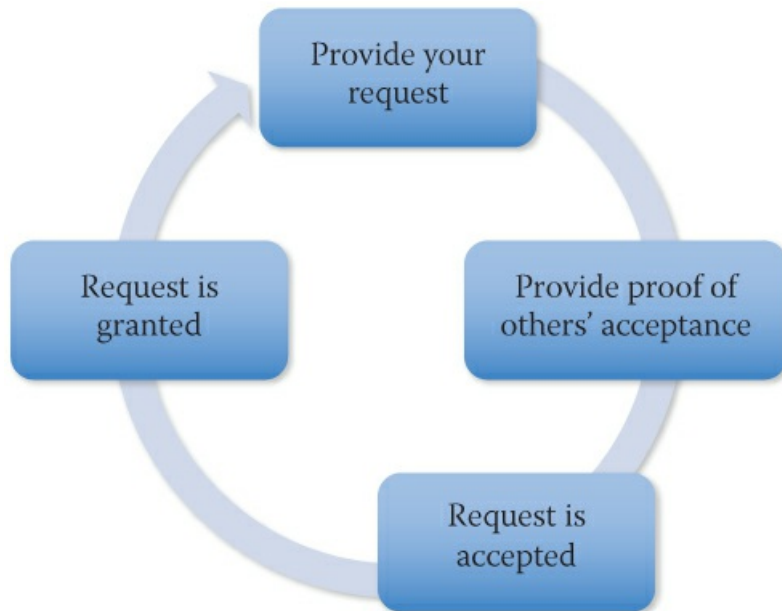 Provide your
request
Provide proof of
others’ acceptance
Request is
accepted
Request is
granted